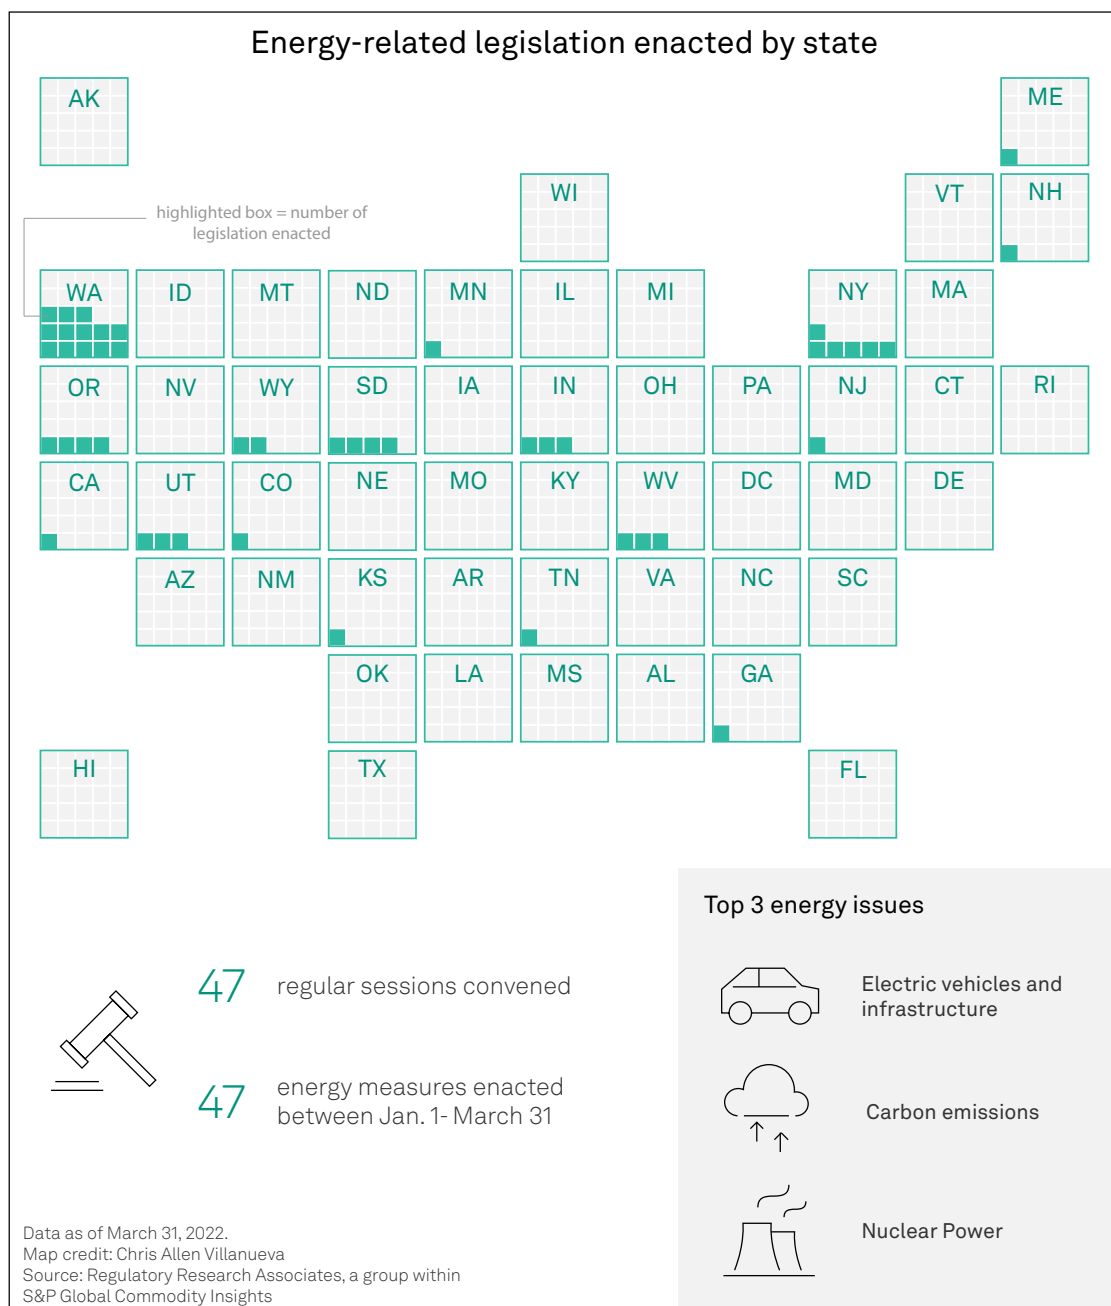 Energy-related legislation enacted by state
AK
ME
WI
VT
NH
highlighted box = number of
legislation enacted
WA
ID
MT
ND
MN
IL
MI
NY
MA
OR
NV
WY
SD
IA
IN
OH
PA
NJ
CT
RI
CA
UT
CO
NE
MO
KY
WV
DC
MD
DE
AZ
NM
KS
AR
TN
VA
NC
SC
OK
LA
MS
AL
GA
HI
TX
FL
47
regular sessions convened
47
energy measures enacted
between Jan. 1- March 31
Top 3 energy issues
Electric vehicles and
infrastructure
Carbon emissions
Nuclear Power
Data as of March 31, 2022.
Map credit: Chris Allen Villanueva
Source: Regulatory Research Associates, a group within
S&P Global Commodity Insights